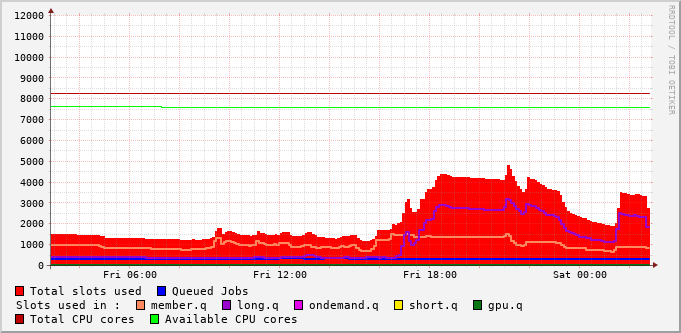 12000
11000
10000
9000
8000
7000
6000
5000
4000
3000
2000
1000
0
Fri 06:00 Fri 12:00 Fri 18:00 Sat 00:00
Total slots used Queued Jobs
Slots used in : member.q long.q ondemand.q short.q gpu.q
Total CPU cores Available CPU cores
RRDTOOL / TOBI OETIKER